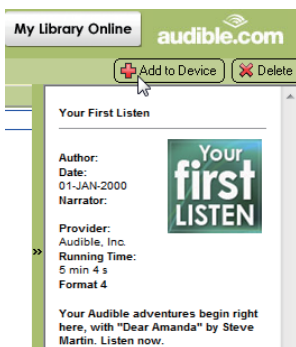 My Library Online
audible.com
Add to Device
Delete
Your First Listen
Author:
Date:
01-JAN-2000
Narrator:
Your
first
LISTEN
Provider:
Audible, Inc.
Running Time:
5 min 4 s
Format 4
»
Your Audible adventures begin right
here, with "Dear Amanda" by Steve
Martin. Listen now.